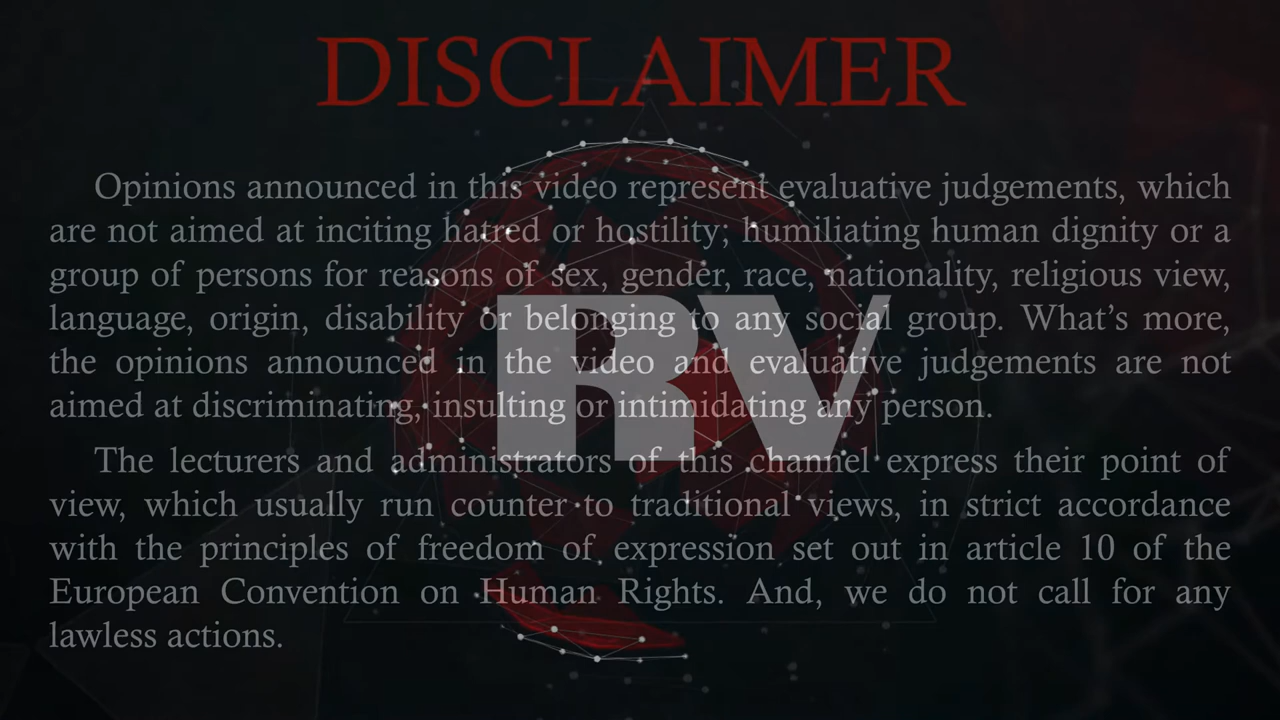 DISCLAIMER
Opinions announced in this video represent evaluative judgements, which
are not aimed at inciting hatred or hostility; humiliating human dignity or a
group of persons for reasons of sex, gender, race, nationality, religious view,
language, origin, disability or belonging to any social group. What’s more,
the opinions announced in the video and evaluative judgements are not
aimed at discriminating, insulting or intimidating any person.
The lecturers and administrators of this channel express their point of
view, which usually run counter to traditional views, in strict accordance
with the principles of freedom of expression set out in article 10 of the
European Convention on Human Rights. And, we do not call for any
lawless actions.
RV